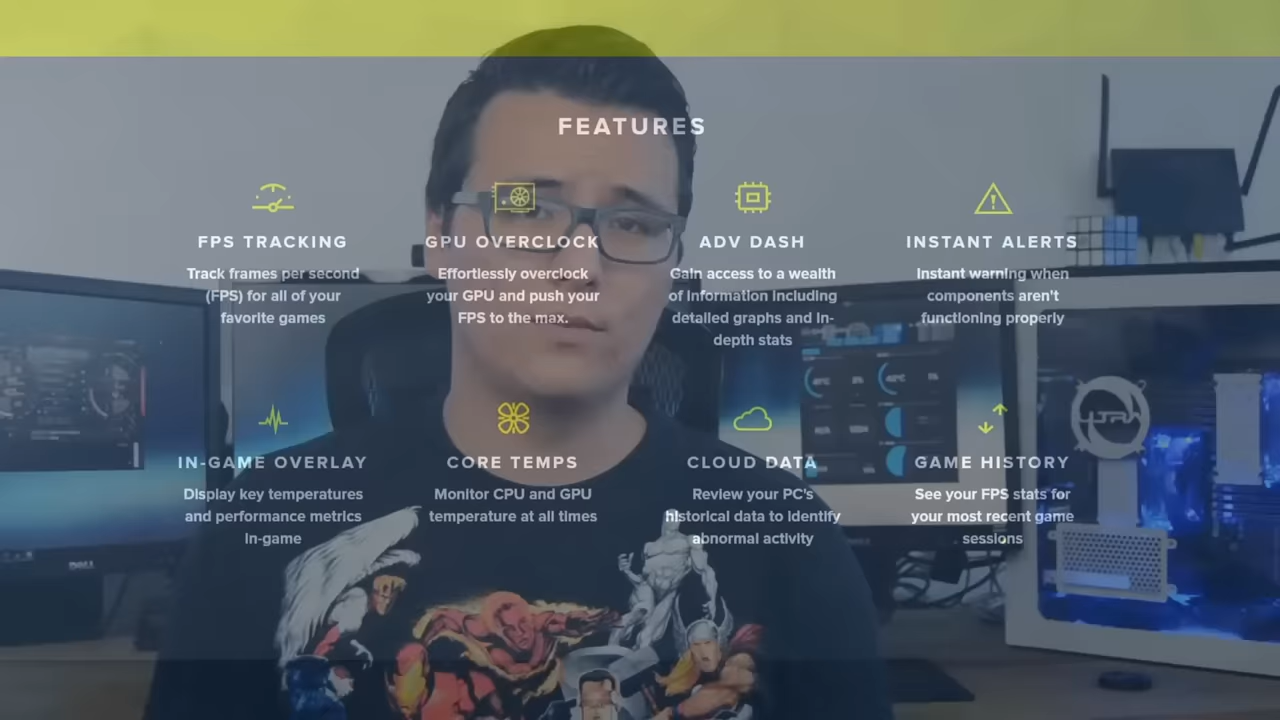 FEATURES
FPS TRACKING
Track frames per second
(FPS) for all of your
favorite games
GPU OVERCLOCK
Effortlessly overclock
your GPU and push your
FPS to the max.
ADV DASH
Gain access to a wealth
of information including
detailed graphs and in-
depth stats
INSTANT ALERTS
Instant warning when
components aren't
functioning properly
IN-GAME OVERLAY
Display key temperatures
and performance metrics
in-game
CORE TEMPS
Monitor CPU and GPU
temperature at all times
CLOUD DATA
Review your PC's
historical data to identify
abnormal activity
GAME HISTORY
See your FPS stats for
your most recent game
sessions
DELL